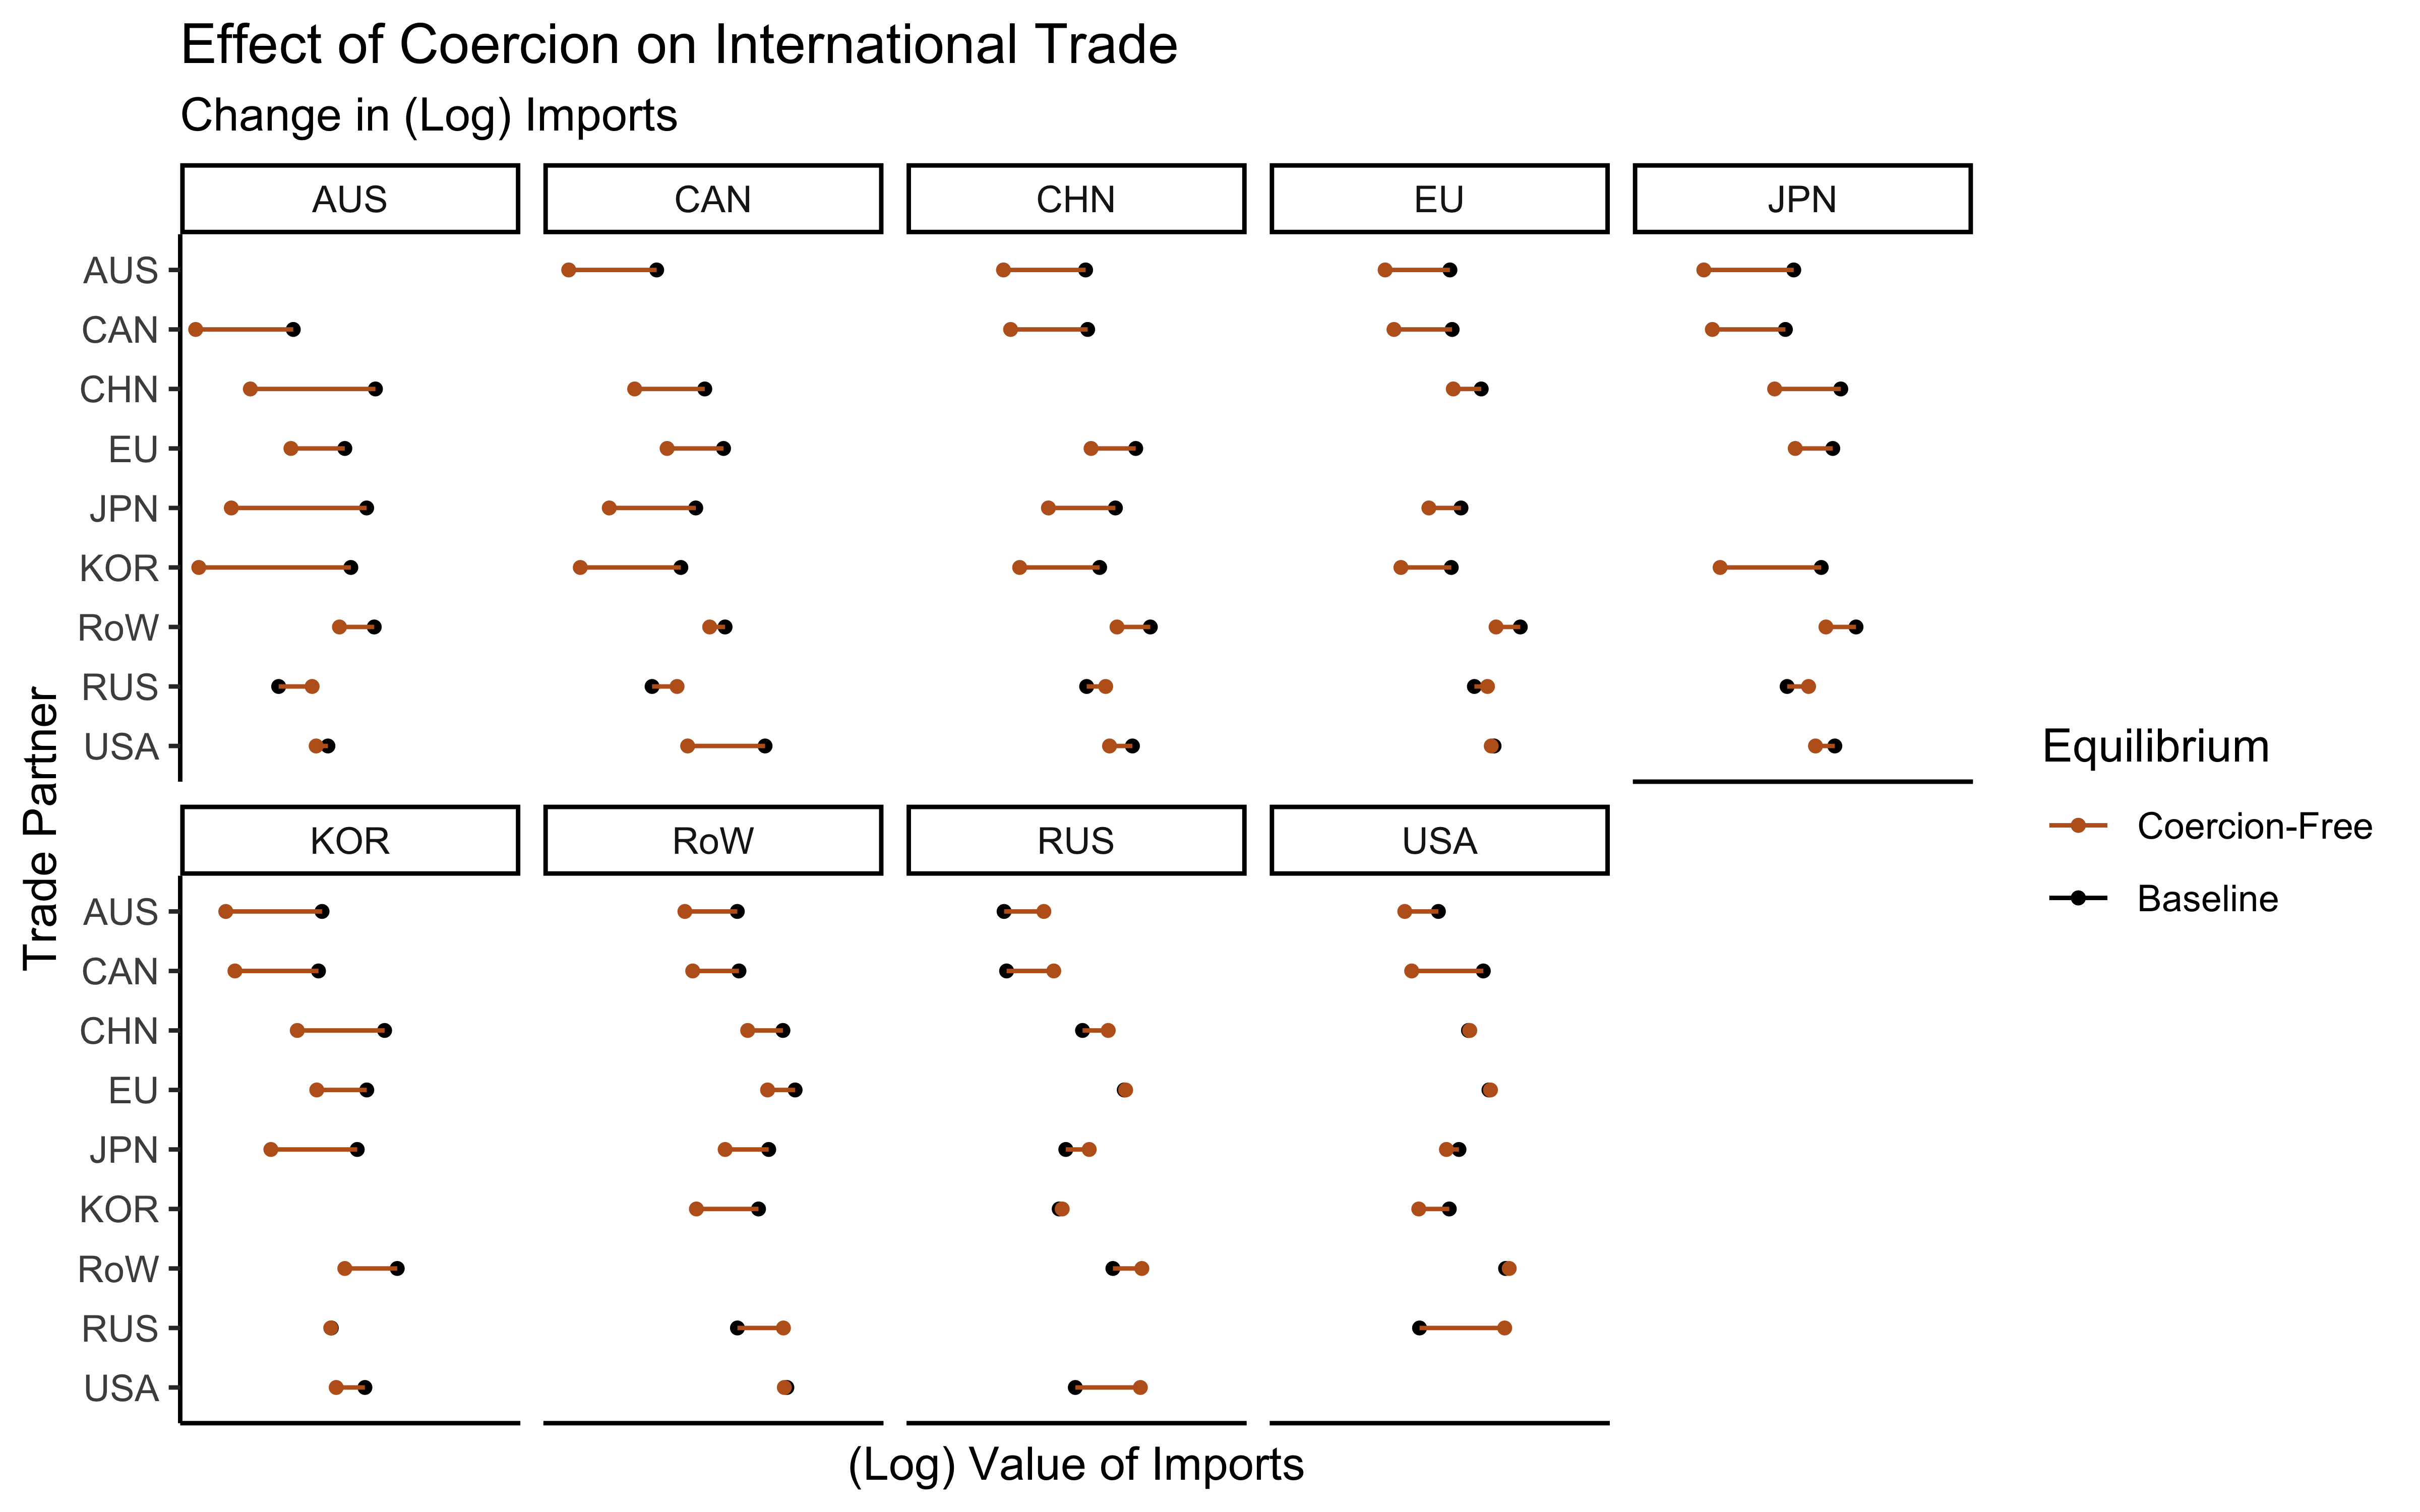 Effect of Coercion on International Trade
Change in (Log) Imports
AUS
CAN
CHN
EU
JPN
AUS
CAN
CHN
EU
JPN
KOR
RoW
RUS
USA
KOR
RoW
RUS
USA
AUS
CAN
CHN
EU
JPN
KOR
RoW
RUS
USA
Trade Partner
(Log) Value of Imports
Equilibrium
Coercion-Free
Baseline